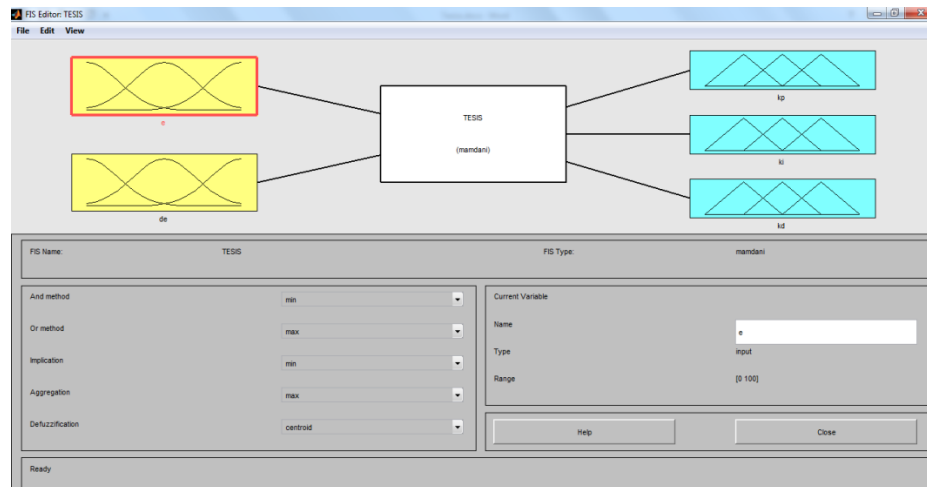 FIS Editor: TESIS
File Edit View
e
de
TESIS
(mamdani)
kp
ki
kd
FIS Name: TESIS FIS Type: mamdani
And method min
Or method max
Implication min
Aggregation max
Defuzzification centroid
Current Variable
Name e
Type input
Range [0 100]
Help Close
Ready